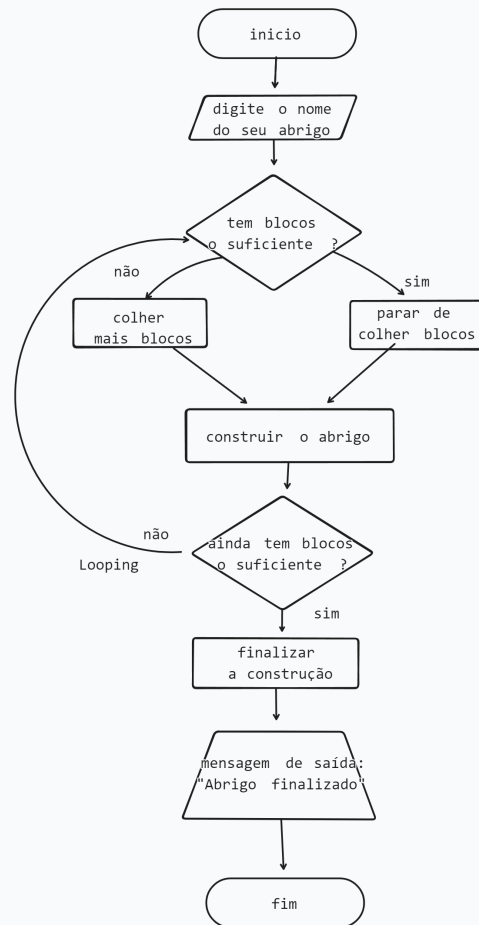 inicio
digite o nome
do seu abrigo
tem blocos
o suficiente ?
não
sim
colher
mais blocos
parar de
colher blocos
construir o abrigo
não
ainda tem blocos
o suficiente ?
Looping
sim
finalizar
a construção
mensagem de saída:
"Abrigo finalizado"
fim